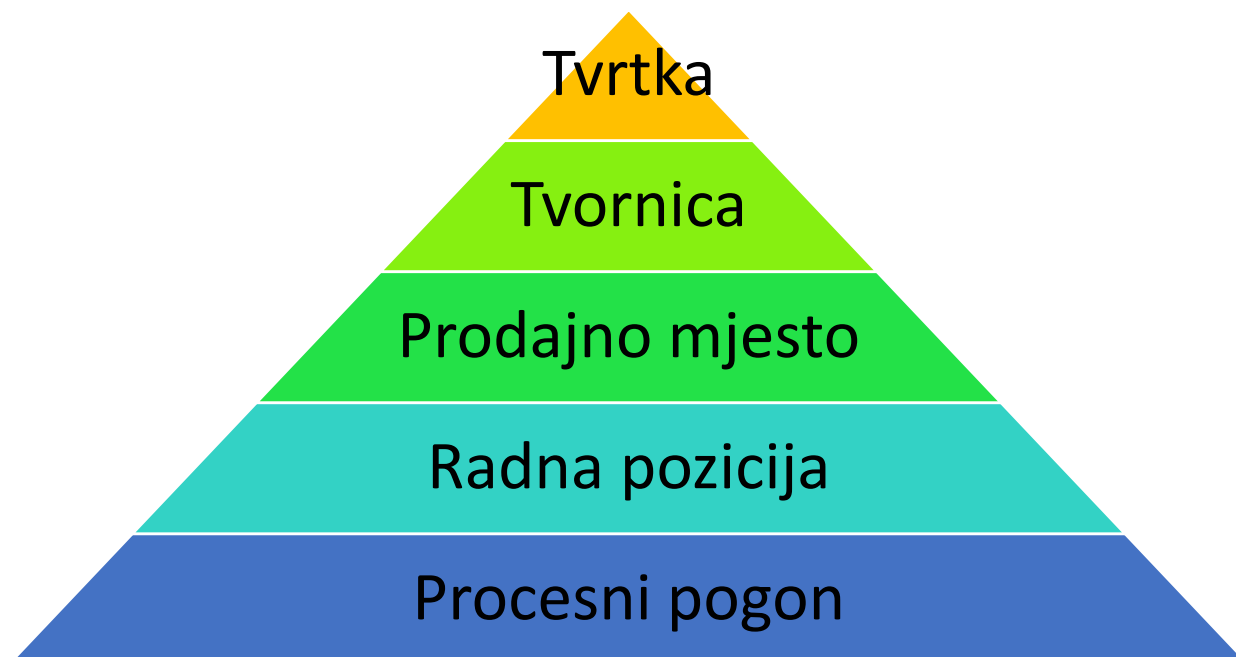 Tvrtka
Tvornica
Prodajno mjesto
Radna pozicija
Procesni pogon